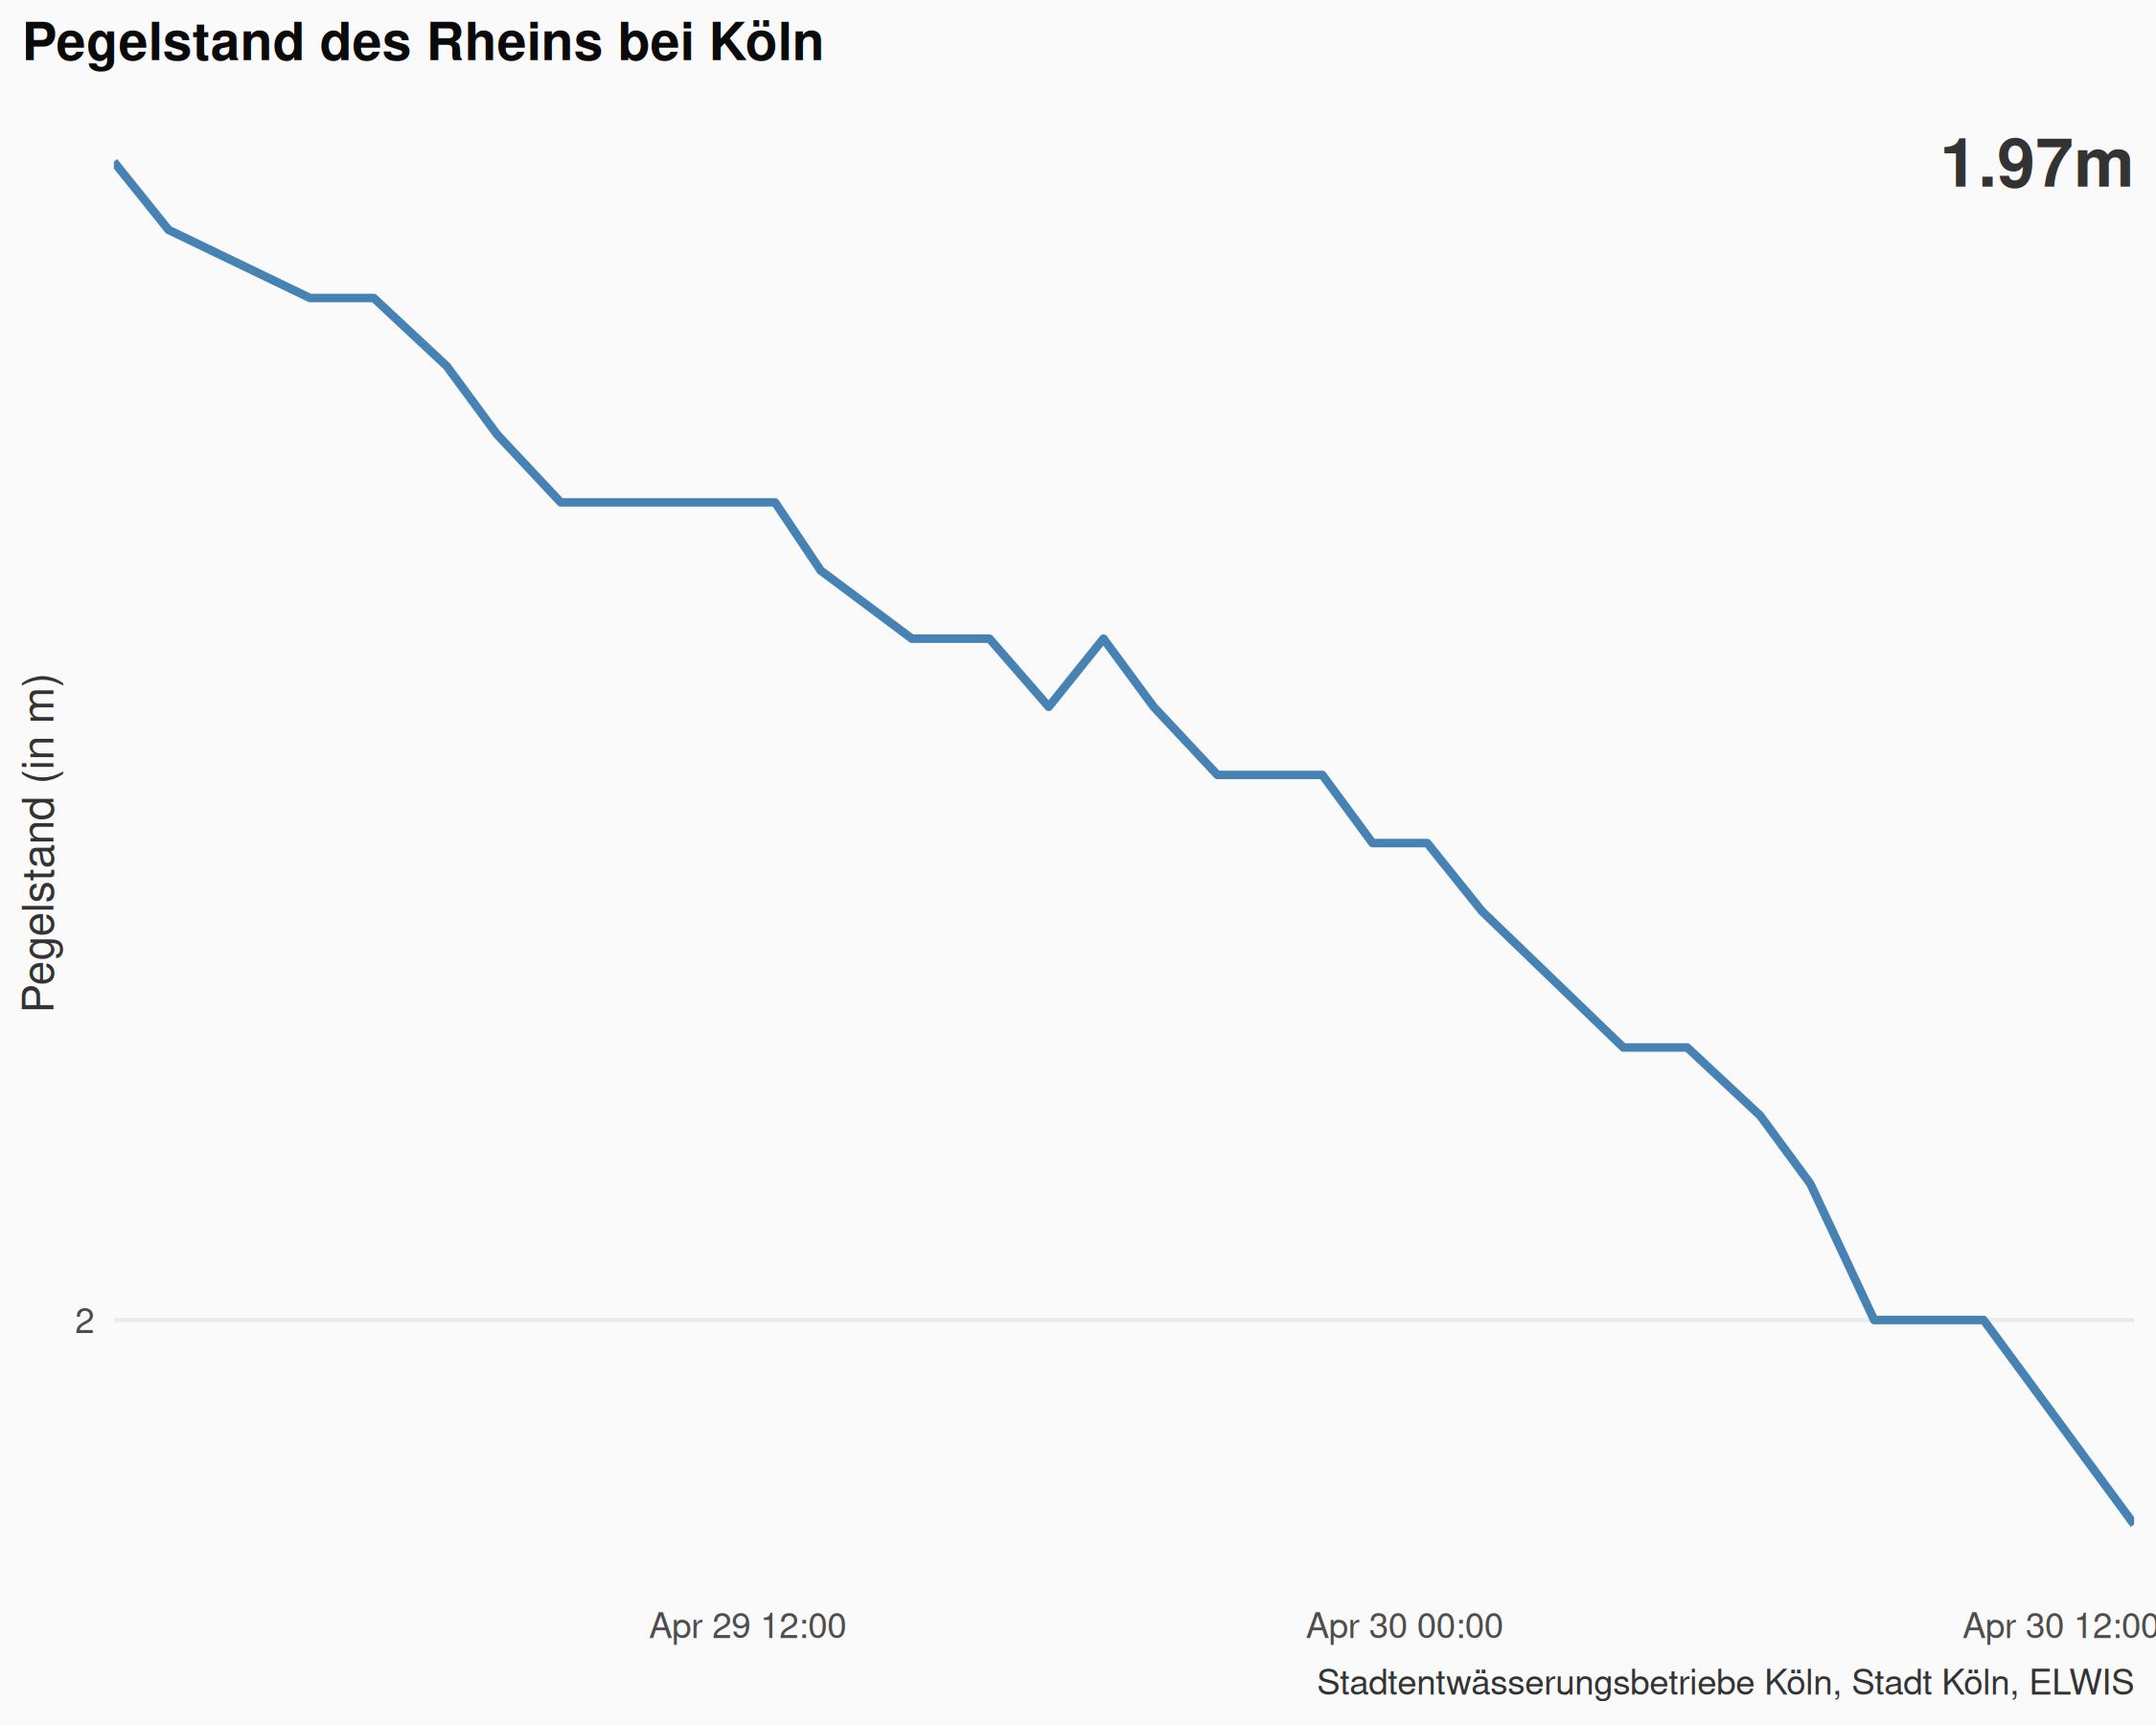 Pegelstand des Rheins bei Köln
1.97m
Pegelstand (in m)
2
Apr 29 12:00
Apr 30 00:00
Apr 30 12:00
Stadtentwässerungsbetriebe Köln, Stadt Köln, ELWIS